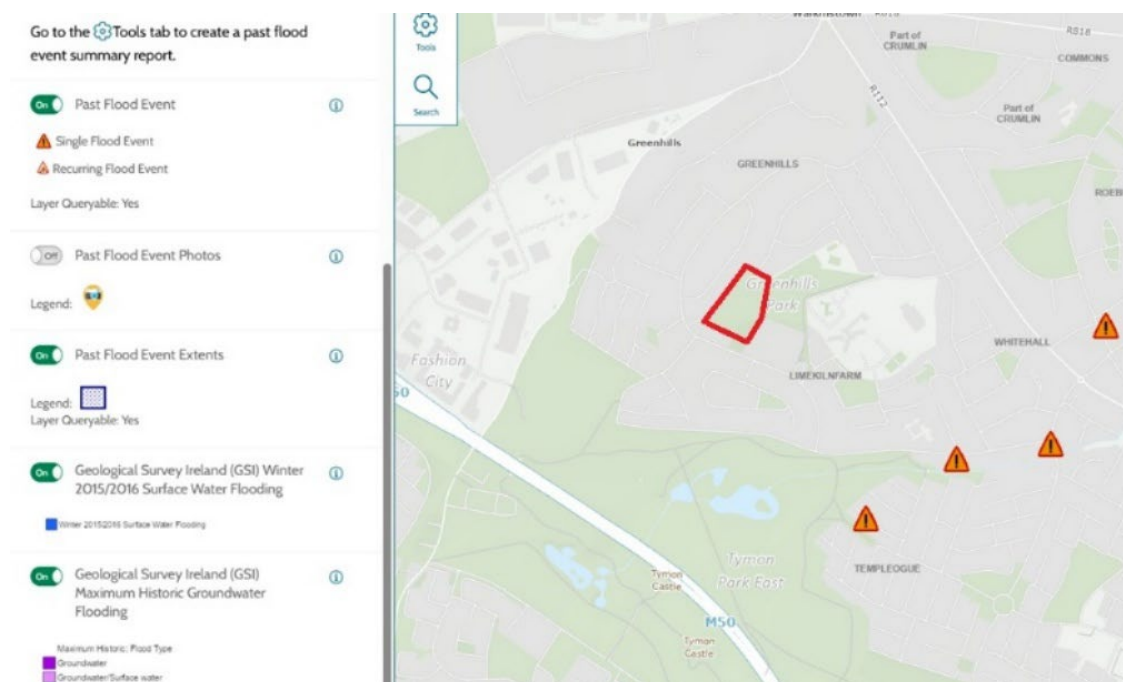 Go to the Tools tab to create a past flood
event summary report.
On
Past Flood Event
Single Flood Event
Recurring Flood Event
Layer Queryable: Yes
Off
Past Flood Event Photos
Legend:
On
Past Flood Event Extents
Legend:
Layer Queryable: Yes
On
Geological Survey Ireland (GSI) Winter
2015/2016 Surface Water Flooding
Winter 2015/2016 Surface Water Flooding
On
Geological Survey Ireland (GSI)
Maximum Historic Groundwater
Flooding
Maximum Historic: Flood Type
Groundwater
Groundwater/Surface water
Tools
Search
Part of
CRUMLIN
R818
COMMONS
R112
Part of
CRUMLIN
Greenhills
GREENHILLS
ROEB
Greenhills
Park
WHITEHALL
Fashion
City
LIMEKILNFARM
50
Tymon
Castle
Tymon
Park East
TEMPLEOGUE
M50
Tymon
Castle